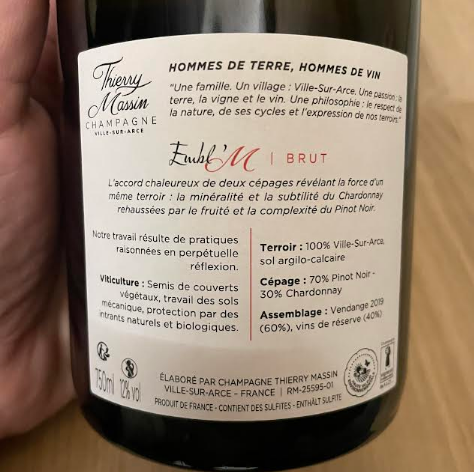 Thierry
Massin
CHAMPAGNE
VILLE-SUR-ARCE
HOMMES DE TERRE, HOMMES DE VIN
"Une famille. Un village : Ville-Sur-Arce. Une passion : la
terre, la vigne et le vin. Une philosophie : le respect de
la nature, de ses cycles et l'expression de nos terroirs."
Embl'M | BRUT
L'accord chaleureux de deux cépages révélant la force d'un
même terroir : la minéralité et la subtilité du Chardonnay
rehaussées par le fruité et la complexité du Pinot Noir.
Notre travail résulte de pratiques
raisonnées en perpétuelle
réflexion.
Viticulture : Semis de couverts
végétaux, travail des sols
mécanique, protection par des
intrants naturels et biologiques.
Terroir : 100% Ville-Sur-Arce,
sol argilo-calcaire
Cépage : 70% Pinot Noir -
30% Chardonnay
Assemblage : Vendange 2019
(60%), vins de réserve (40%)
750ml 12% vol
ÉLABORÉ PAR CHAMPAGNE THIERRY MASSIN
VILLE-SUR-ARCE - FRANCE | RM-25595-01
PRODUIT DE FRANCE - CONTIENT DES SULFITES - ENTHÄLT SULFITE